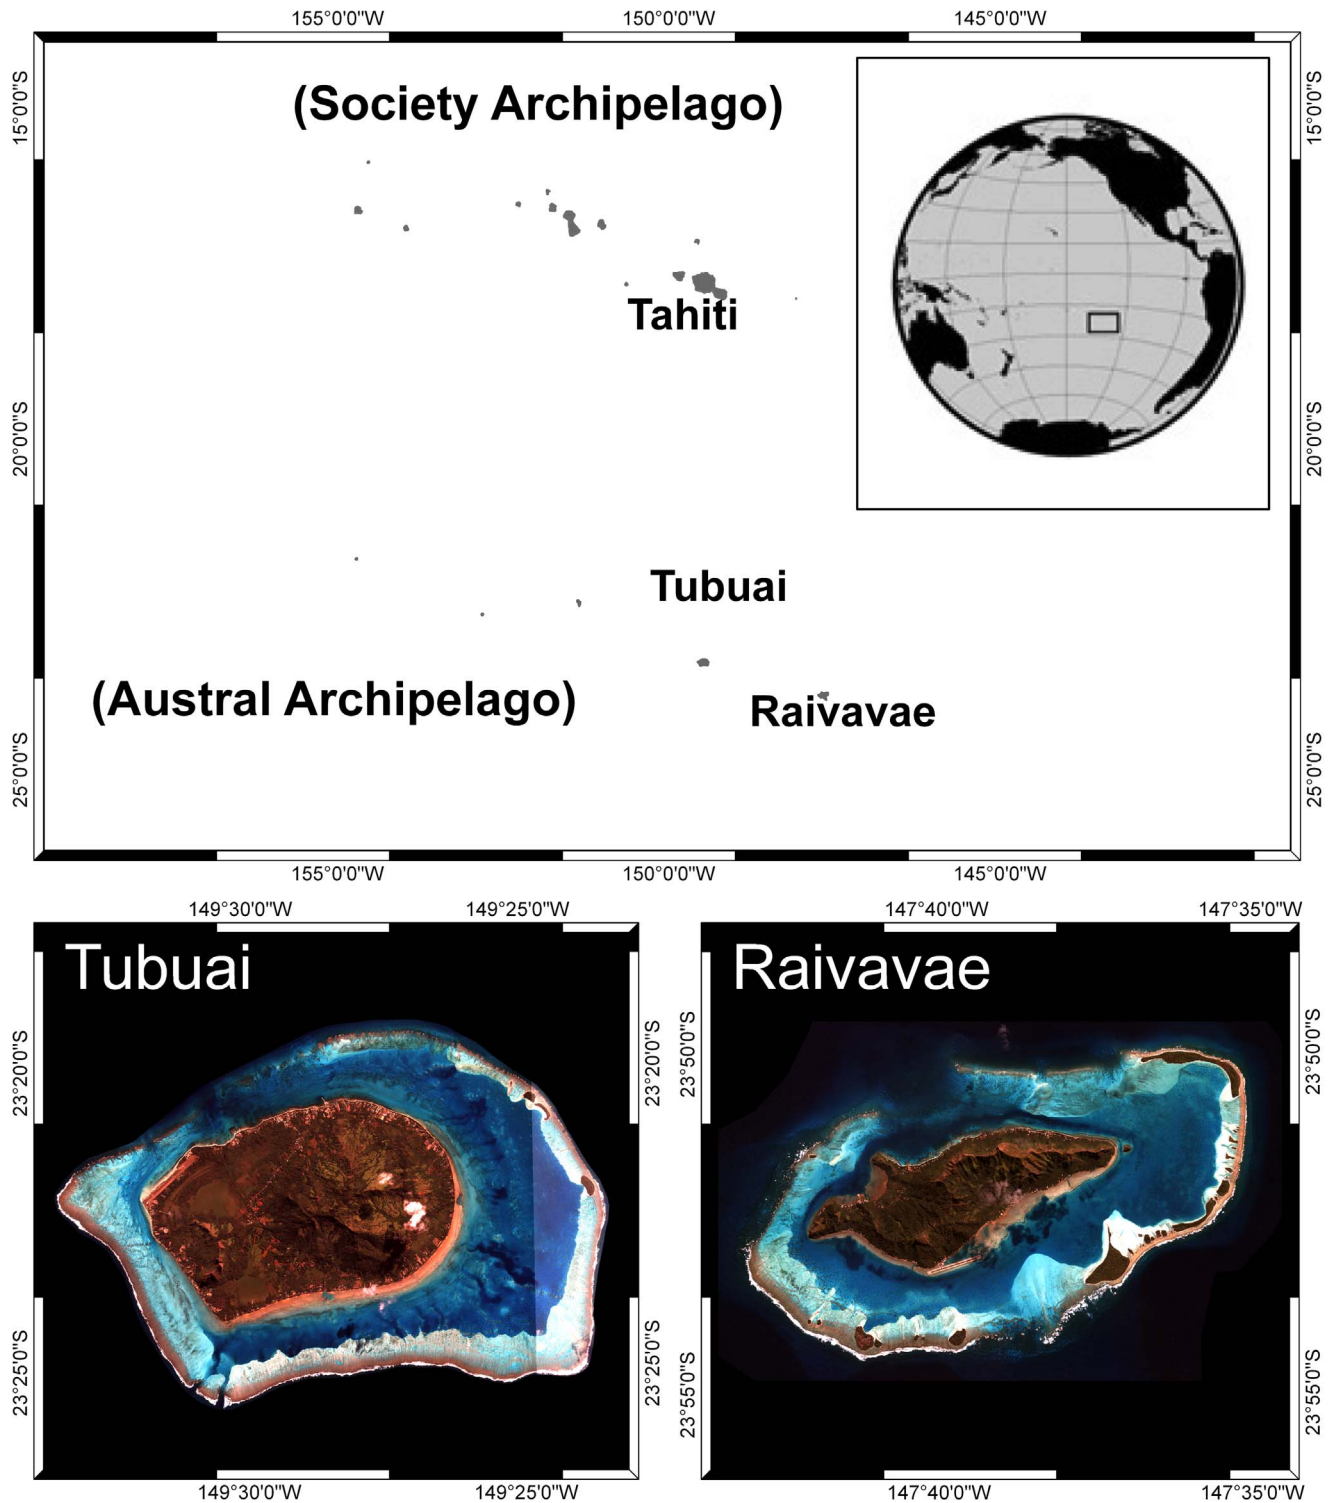 155°0'0"W 150°0'0"W 145°0'0"W
15°0'0"S
15°0'0"S
(Society Archipelago)
Tahiti
20°0'0"S
20°0'0"S
Tubuai
(Austral Archipelago)
Raivavae
25°0'0"S
25°0'0"S
155°0'0"W 150°0'0"W 145°0'0"W
149°30'0"W 149°25'0"W
Tubuai
23°20'0"S
23°20'0"S
23°25'0"S
23°25'0"S
149°30'0"W 149°25'0"W
147°40'0"W 147°35'0"W
Raivavae
23°50'0"S
23°50'0"S
23°55'0"S
23°55'0"S
147°40'0"W 147°35'0"W